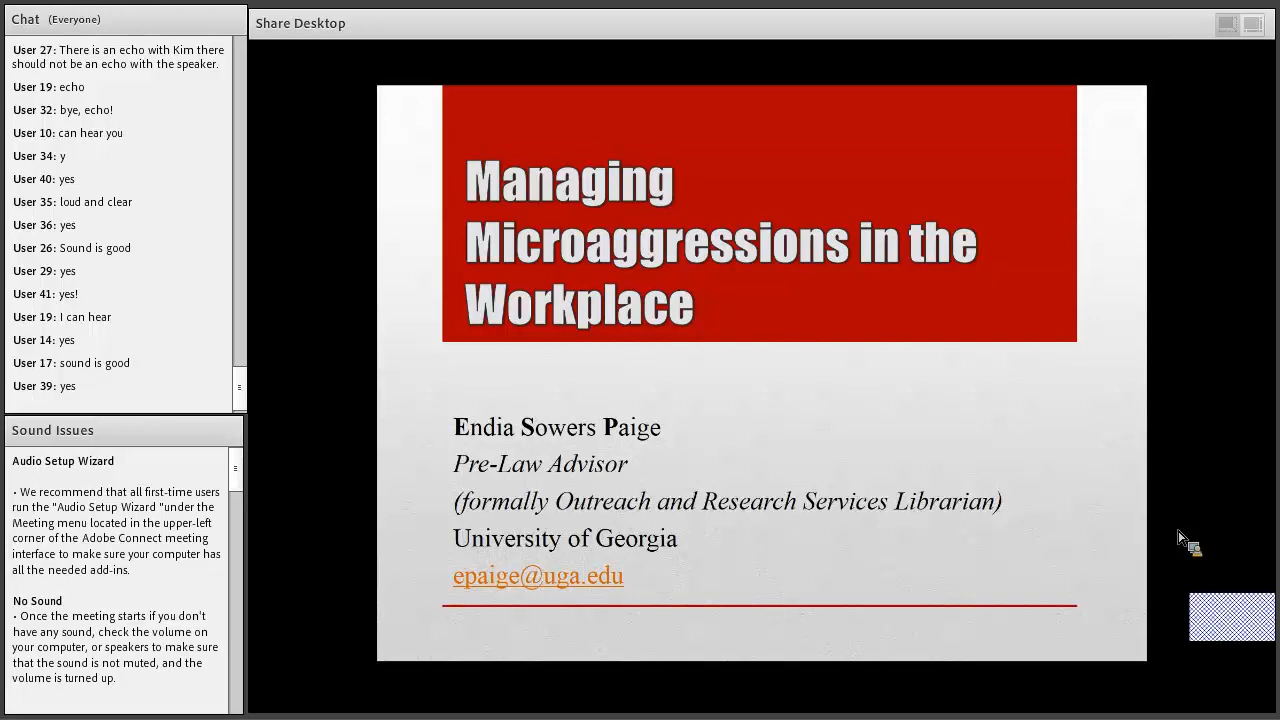 Chat (Everyone)
User 27: There is an echo with Kim there
should not be an echo with the speaker.
User 19: echo
User 32: bye, echo!
User 10: can hear you
User 34: y
User 40: yes
User 35: loud and clear
User 36: yes
User 26: Sound is good
User 29: yes
User 41: yes!
User 19: I can hear
User 14: yes
User 17: sound is good
User 39: yes
Sound Issues
Audio Setup Wizard
• We recommend that all first-time users
run the "Audio Setup Wizard "under the
Meeting menu located in the upper-left
corner of the Adobe Connect meeting
interface to make sure your computer has
all the needed add-ins.
No Sound
• Once the meeting starts if you don't
have any sound, check the volume on
your computer, or speakers to make sure
that the sound is not muted, and the
volume is turned up.
Share Desktop
Managing
Microaggressions in the
Workplace
Endia Sowers Paige
Pre-Law Advisor
(formally Outreach and Research Services Librarian)
University of Georgia
epaige@uga.edu